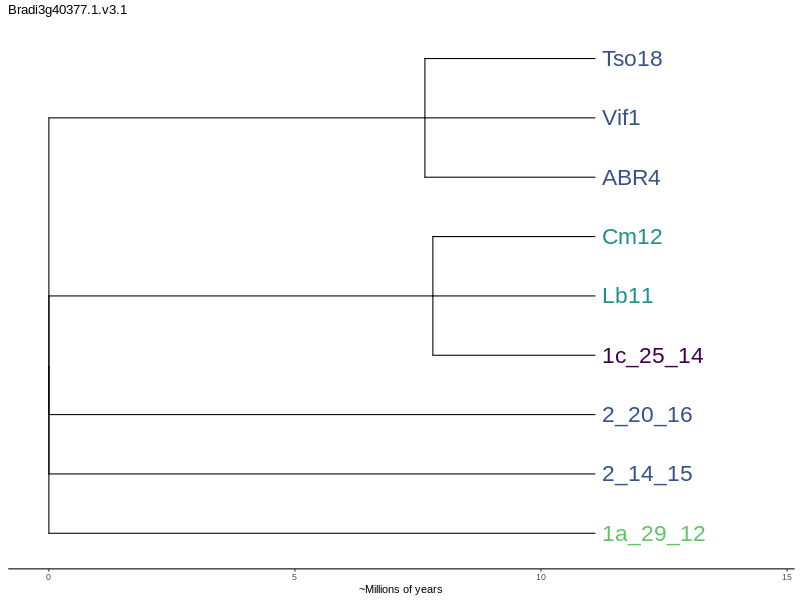 Bradi3g40377.1.v3.1
Tso18
Vif1
ABR4
Cm12
Lb11
1c_25_14
2_20_16
2_14_15
1a_29_12
0 5 10 15
~Millions of years